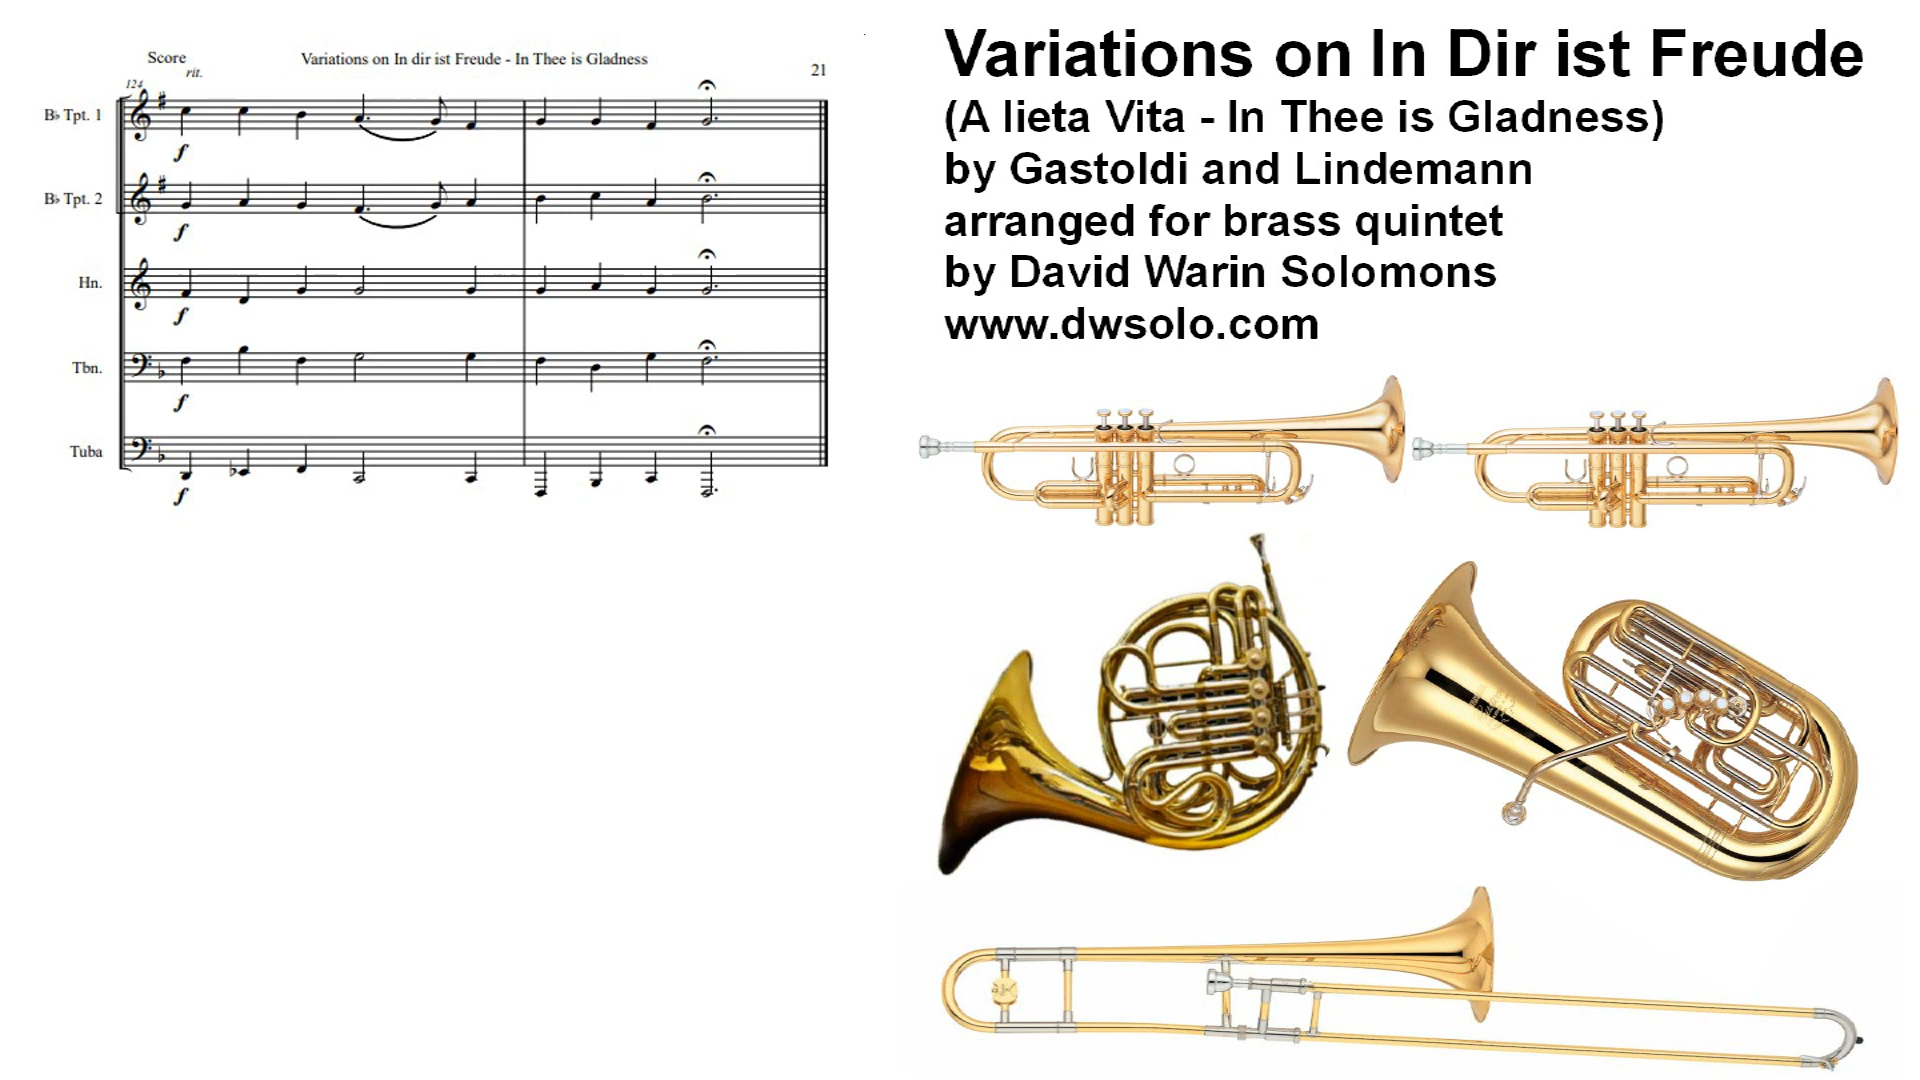 Score
Variations on In dir ist Freude - In Thee is Gladness
21
rit.
124
B♭ Tpt. 1
f
B♭ Tpt. 2
f
Hn.
f
Tbn.
f
Tuba
f
Variations on In Dir ist Freude
(A lieta Vita - In Thee is Gladness)
by Gastoldi and Lindemann
arranged for brass quintet
by David Warin Solomons
www.dwsolo.com